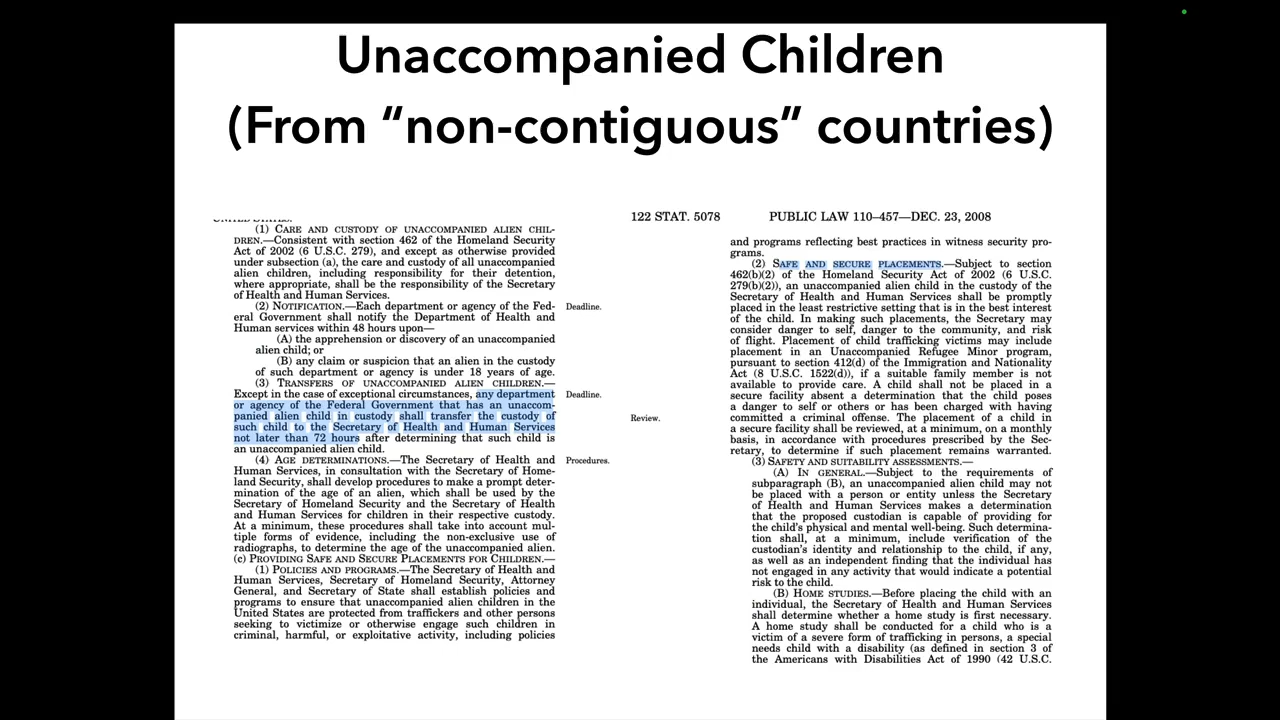 Unaccompanied Children
(From “non-contiguous” countries)
UNITED STATES.
(1) CARE AND CUSTODY OF UNACCOMPANIED ALIEN CHIL-
DREN.—Consistent with section 462 of the Homeland Security
Act of 2002 (6 U.S.C. 279), and except as otherwise provided
under subsection (a), the care and custody of all unaccompanied
alien children, including responsibility for their detention,
where appropriate, shall be the responsibility of the Secretary
of Health and Human Services.
(2) NOTIFICATION.—Each department or agency of the Fed-
eral Government shall notify the Department of Health and
Human services within 48 hours upon—
(A) the apprehension or discovery of an unaccompanied
alien child; or
(B) any claim or suspicion that an alien in the custody
of such department or agency is under 18 years of age.
(3) TRANSFERS OF UNACCOMPANIED ALIEN CHILDREN.—
Except in the case of exceptional circumstances, any department
or agency of the Federal Government that has an unaccom-
panied alien child in custody shall transfer the custody of
such child to the Secretary of Health and Human Services
not later than 72 hours after determining that such child is
an unaccompanied alien child.
(4) AGE DETERMINATIONS.—The Secretary of Health and
Human Services, in consultation with the Secretary of Home-
land Security, shall develop procedures to make a prompt deter-
mination of the age of an alien, which shall be used by the
Secretary of Homeland Security and the Secretary of Health
and Human Services for children in their respective custody.
At a minimum, these procedures shall take into account mul-
tiple forms of evidence, including the non-exclusive use of
radiographs, to determine the age of the unaccompanied alien.
(c) PROVIDING SAFE AND SECURE PLACEMENTS FOR CHILDREN.—
(1) POLICIES AND PROGRAMS.—The Secretary of Health and
Human Services, Secretary of Homeland Security, Attorney
General, and Secretary of State shall establish policies and
programs to ensure that unaccompanied alien children in the
United States are protected from traffickers and other persons
seeking to victimize or otherwise engage such children in
criminal, harmful, or exploitative activity, including policies
Deadline.
Deadline.
Procedures.
122 STAT. 5078 PUBLIC LAW 110–457—DEC. 23, 2008
and programs reflecting best practices in witness security pro-
grams.
(2) SAFE AND SECURE PLACEMENTS.—Subject to section
462(b)(2) of the Homeland Security Act of 2002 (6 U.S.C.
279(b)(2)), an unaccompanied alien child in the custody of the
Secretary of Health and Human Services shall be promptly
placed in the least restrictive setting that is in the best interest
of the child. In making such placements, the Secretary may
consider danger to self, danger to the community, and risk
of flight. Placement of child trafficking victims may include
placement in an Unaccompanied Refugee Minor program,
pursuant to section 412(d) of the Immigration and Nationality
Act (8 U.S.C. 1522(d)), if a suitable family member is not
available to provide care. A child shall not be placed in a
secure facility absent a determination that the child poses
a danger to self or others or has been charged with having
committed a criminal offense. The placement of a child in
a secure facility shall be reviewed, at a minimum, on a monthly
basis, in accordance with procedures prescribed by the Sec-
retary, to determine if such placement remains warranted.
Review.
(3) SAFETY AND SUITABILITY ASSESSMENTS.—
(A) IN GENERAL.—Subject to the requirements of
subparagraph (B), an unaccompanied alien child may not
be placed with a person or entity unless the Secretary
of Health and Human Services makes a determination
that the proposed custodian is capable of providing for
the child's physical and mental well-being. Such determina-
tion shall, at a minimum, include verification of the
custodian's identity and relationship to the child, if any,
as well as an independent finding that the individual has
not engaged in any activity that would indicate a potential
risk to the child.
(B) HOME STUDIES.—Before placing the child with an
individual, the Secretary of Health and Human Services
shall determine whether a home study is first necessary.
A home study shall be conducted for a child who is a
victim of a severe form of trafficking in persons, a special
needs child with a disability (as defined in section 3 of
the Americans with Disabilities Act of 1990 (42 U.S.C.